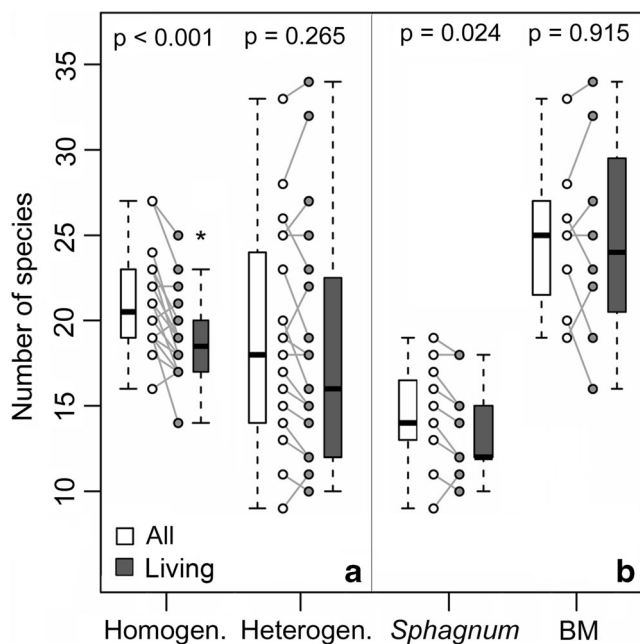 p < 0.001 p = 0.265 p = 0.024 p = 0.915
35
30
25
20
15
10
Number of species
*
All
Living
a
b
Homogen. Heterogen. Sphagnum BM